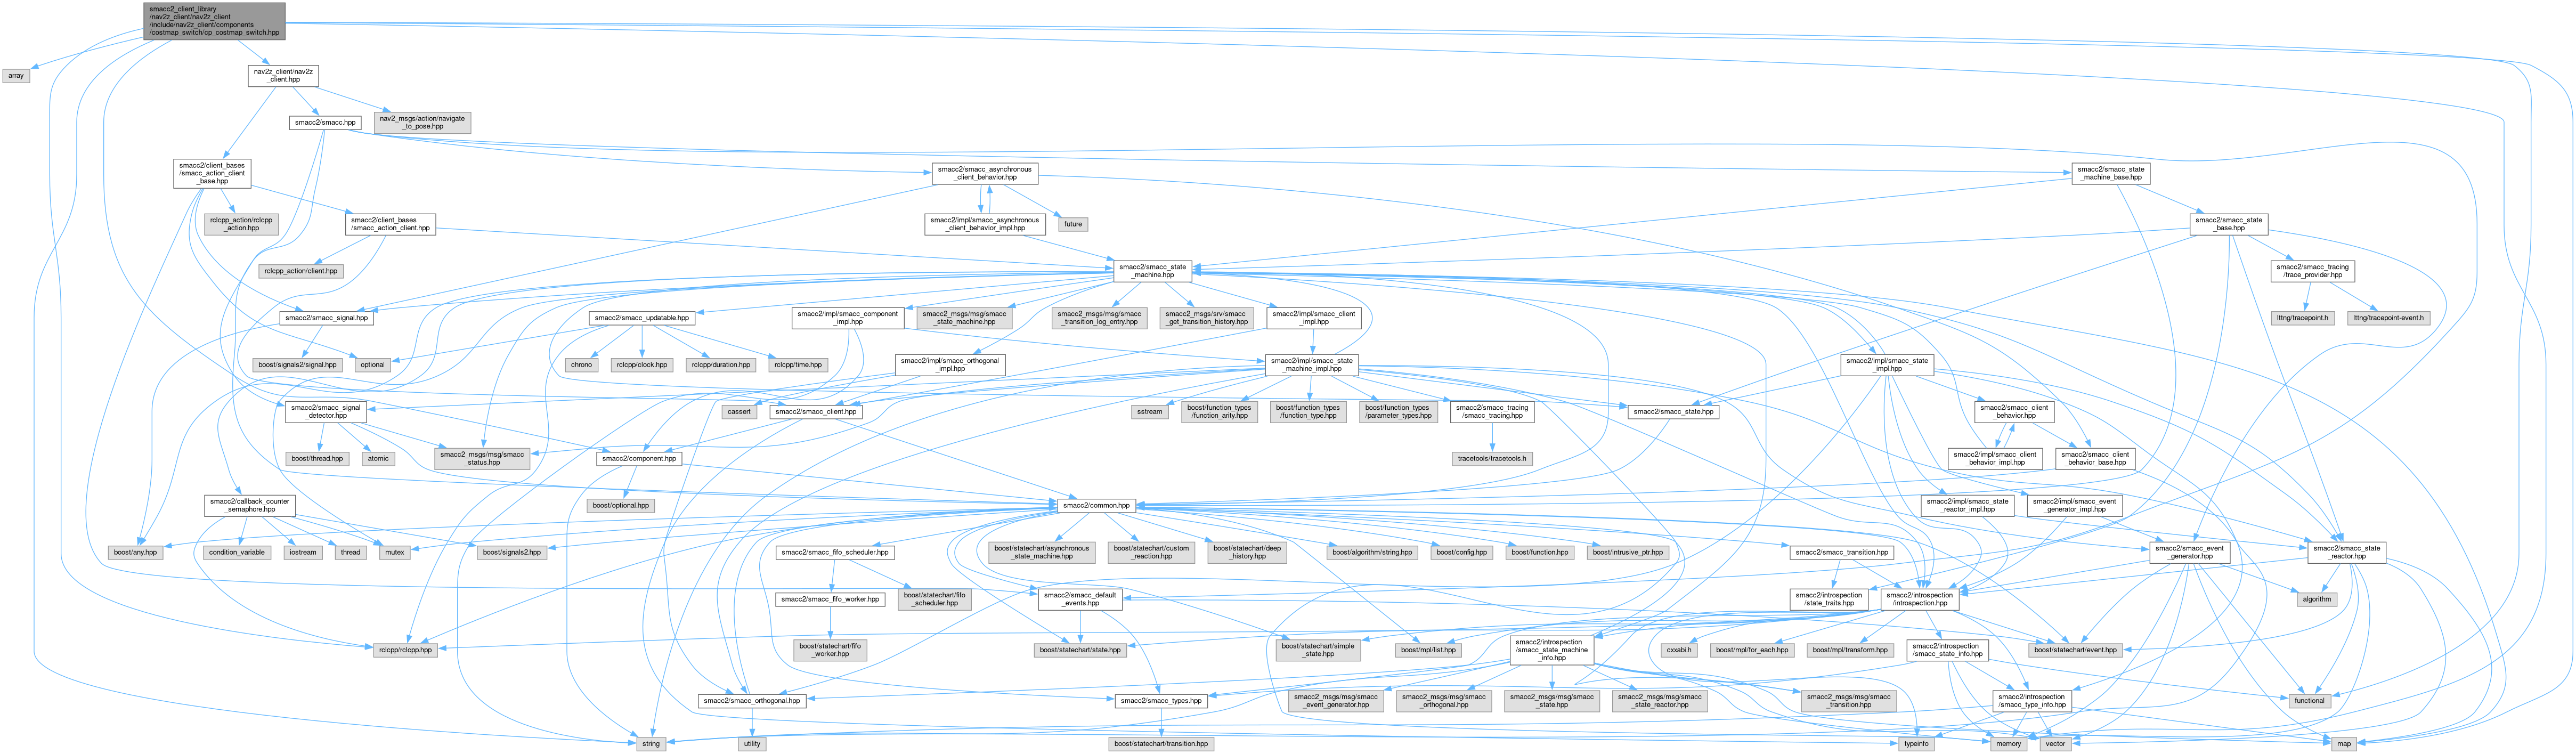 smacc2_client_library
/nav2z_client/nav2z_client
/include/nav2z_client/components
/costmap_switch/cp_costmap_switch.hpp
array
nav2z_client/nav2z
_client.hpp
smacc2/smacc.hpp
nav2_msgs/action/navigate
_to_pose.hpp
smacc2/client_bases
/smacc_action_client
_base.hpp
smacc2/smacc_asynchronous
_client_behavior.hpp
smacc2/smacc_state
_machine_base.hpp
rclcpp_action/rclcpp
_action.hpp
smacc2/client_bases
/smacc_action_client.hpp
smacc2/impl/smacc_asynchronous
_client_behavior_impl.hpp
future
smacc2/smacc_state
_base.hpp
rclcpp_action/client.hpp
smacc2/smacc_state
_machine.hpp
smacc2/smacc_tracing
/trace_provider.hpp
smacc2/smacc_signal.hpp
smacc2/smacc_updatable.hpp
smacc2/impl/smacc_component
_impl.hpp
smacc2_msgs/msg/smacc
_state_machine.hpp
smacc2_msgs/msg/smacc
_transition_log_entry.hpp
smacc2_msgs/srv/smacc
_get_transition_history.hpp
smacc2/impl/smacc_client
_impl.hpp
lttng/tracepoint.h
lttng/tracepoint-event.h
boost/signals2/signal.hpp
optional
chrono
rclcpp/clock.hpp
rclcpp/duration.hpp
rclcpp/time.hpp
smacc2/impl/smacc_orthogonal
_impl.hpp
smacc2/impl/smacc_state
_machine_impl.hpp
smacc2/impl/smacc_state
_impl.hpp
smacc2/smacc_signal
_detector.hpp
cassert
smacc2/smacc_client.hpp
sstream
boost/function_types
/function_arity.hpp
boost/function_types
/function_type.hpp
boost/function_types
/parameter_types.hpp
smacc2/smacc_tracing
/smacc_tracing.hpp
smacc2/smacc_state.hpp
smacc2/smacc_client
_behavior.hpp
boost/thread.hpp
atomic
smacc2_msgs/msg/smacc
_status.hpp
smacc2/component.hpp
tracetools/tracetools.h
smacc2/impl/smacc_client
_behavior_impl.hpp
smacc2/smacc_client
_behavior_base.hpp
smacc2/callback_counter
_semaphore.hpp
boost/optional.hpp
smacc2/common.hpp
smacc2/impl/smacc_state
_reactor_impl.hpp
smacc2/impl/smacc_event
_generator_impl.hpp
boost/any.hpp
condition_variable
iostream
thread
mutex
boost/signals2.hpp
smacc2/smacc_fifo_scheduler.hpp
boost/statechart/asynchronous
_state_machine.hpp
boost/statechart/custom
_reaction.hpp
boost/statechart/deep
_history.hpp
boost/algorithm/string.hpp
boost/config.hpp
boost/function.hpp
boost/intrusive_ptr.hpp
smacc2/smacc_transition.hpp
smacc2/smacc_event
_generator.hpp
smacc2/smacc_state
_reactor.hpp
smacc2/smacc_fifo_worker.hpp
boost/statechart/fifo
_scheduler.hpp
smacc2/smacc_default
_events.hpp
smacc2/introspection
/state_traits.hpp
smacc2/introspection
/introspection.hpp
algorithm
rclcpp/rclcpp.hpp
boost/statechart/fifo
_worker.hpp
boost/statechart/state.hpp
boost/statechart/simple
_state.hpp
boost/mpl/list.hpp
smacc2/introspection
/smacc_state_machine
_info.hpp
cxxabi.h
boost/mpl/for_each.hpp
boost/mpl/transform.hpp
smacc2/introspection
/smacc_state_info.hpp
boost/statechart/event.hpp
smacc2/smacc_orthogonal.hpp
smacc2/smacc_types.hpp
smacc2_msgs/msg/smacc
_event_generator.hpp
smacc2_msgs/msg/smacc
_orthogonal.hpp
smacc2_msgs/msg/smacc
_state.hpp
smacc2_msgs/msg/smacc
_state_reactor.hpp
smacc2_msgs/msg/smacc
_transition.hpp
smacc2/introspection
/smacc_type_info.hpp
functional
string
utility
boost/statechart/transition.hpp
typeinfo
memory
vector
map